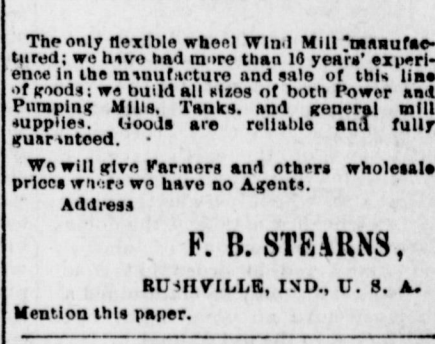 The only flexible wheel Wind Mill manufac-
tured; we have had more than 16 years' experi-
ence in the manufacture and sale of this line
of goods; we build all sizes of both Power and
Pumping Mills, Tanks, and general mill
supplies. Goods are reliable and fully
guaranteed.
We will give Farmers and others wholesale
prices where we have no Agents.
Address
F. B. STEARNS,
RUSHVILLE, IND., U. S. A.
Mention this paper.